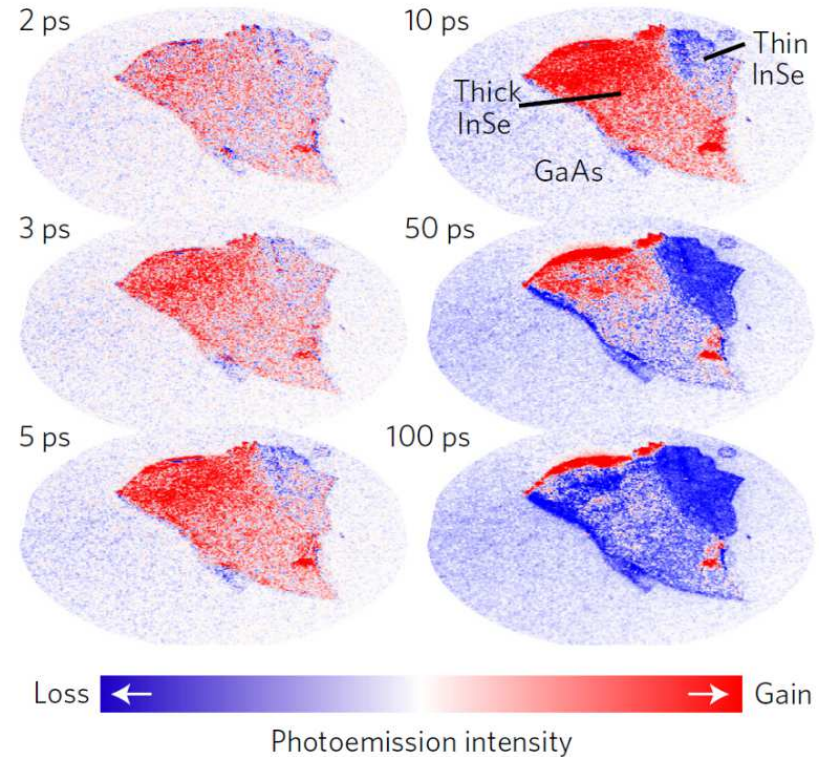 2 ps
10 ps
Thin
InSe
Thick
InSe
GaAs
3 ps
50 ps
5 ps
100 ps
Loss
Gain
Photoemission intensity